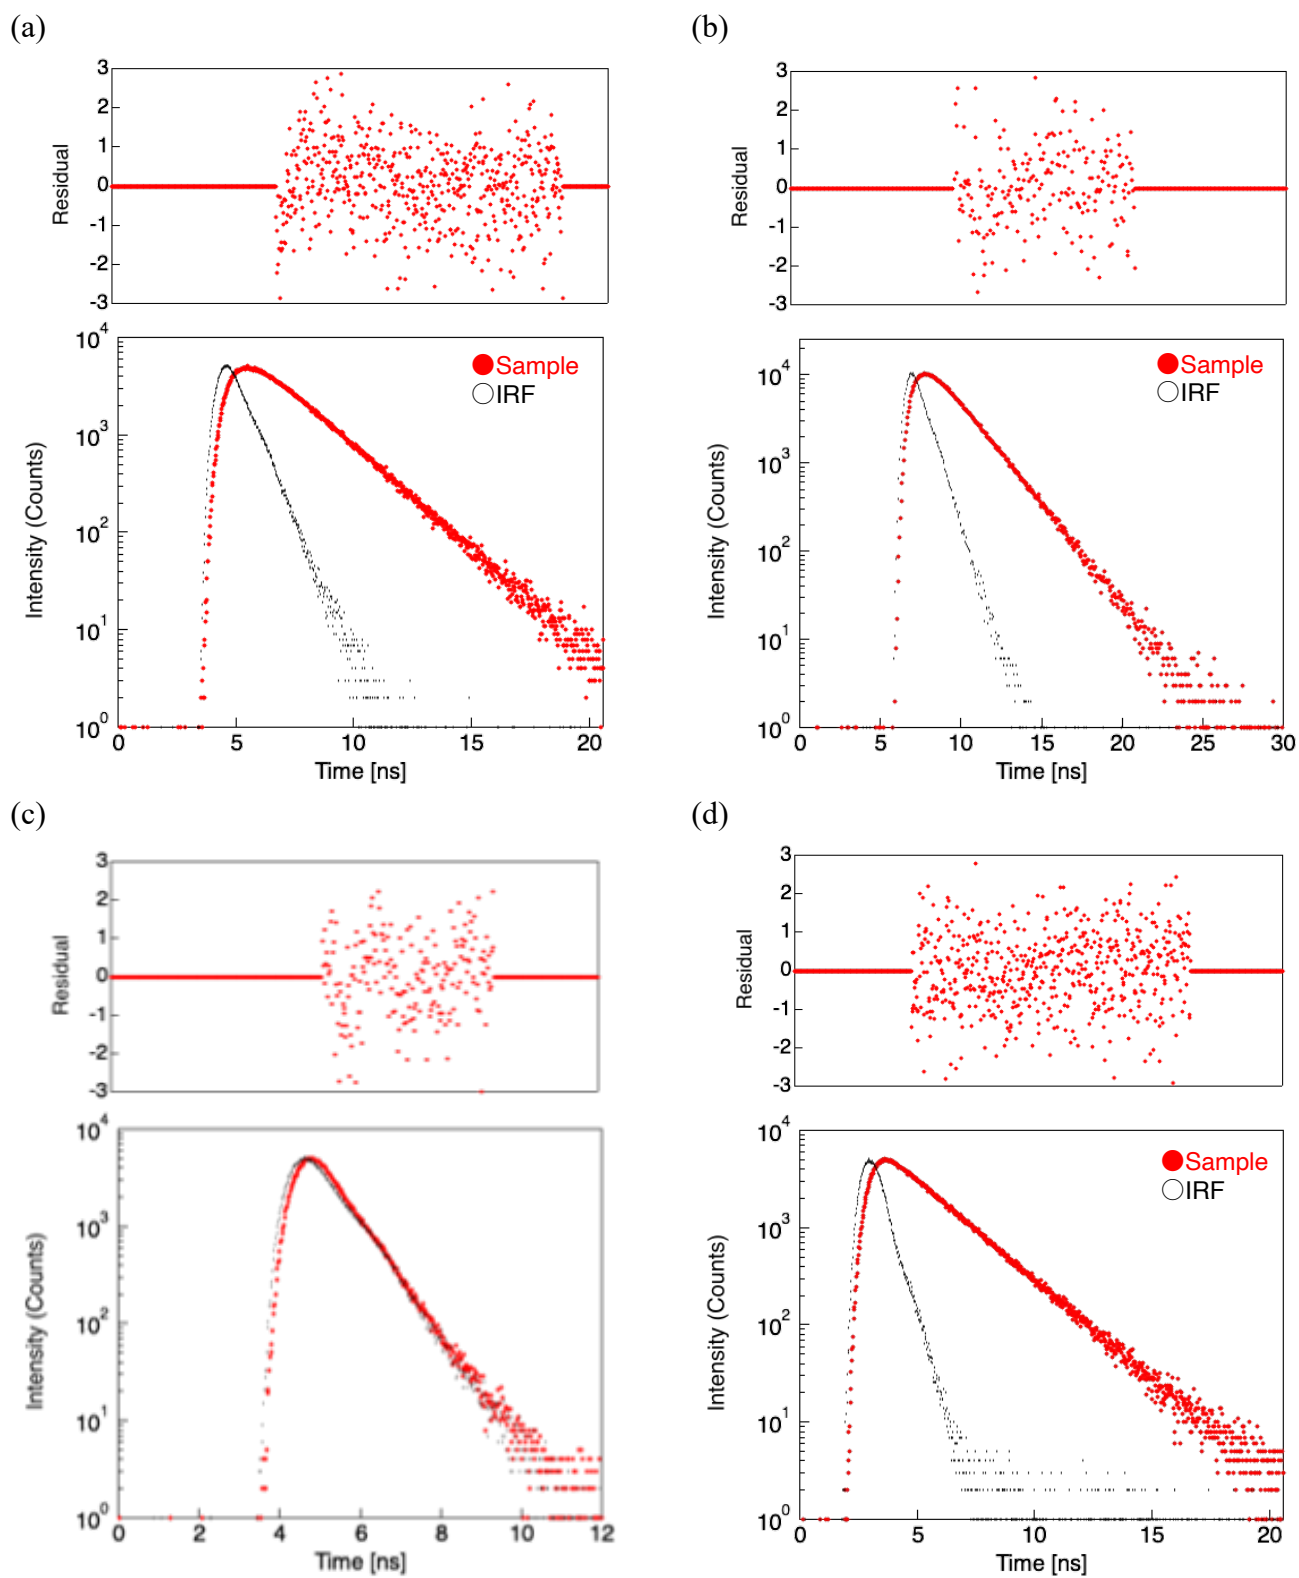 (a)
3
2
1
0
-1
-2
-3
Residual
10^4
10^3
10^2
10^1
10^0
Intensity (Counts)
Sample
IRF
0 5 10 15 20
Time [ns]
(b)
3
2
1
0
-1
-2
-3
Residual
10^4
10^3
10^2
10^1
10^0
Intensity (Counts)
Sample
IRF
0 5 10 15 20 25 30
Time [ns]
(c)
3
2
1
0
-1
-2
-3
Residual
10^4
10^3
10^2
10^1
10^0
Intensity (Counts)
0 2 4 6 8 10 12
Time [ns]
(d)
3
2
1
0
-1
-2
-3
Residual
10^4
10^3
10^2
10^1
10^0
Intensity (Counts)
Sample
IRF
0 5 10 15 20
Time [ns]